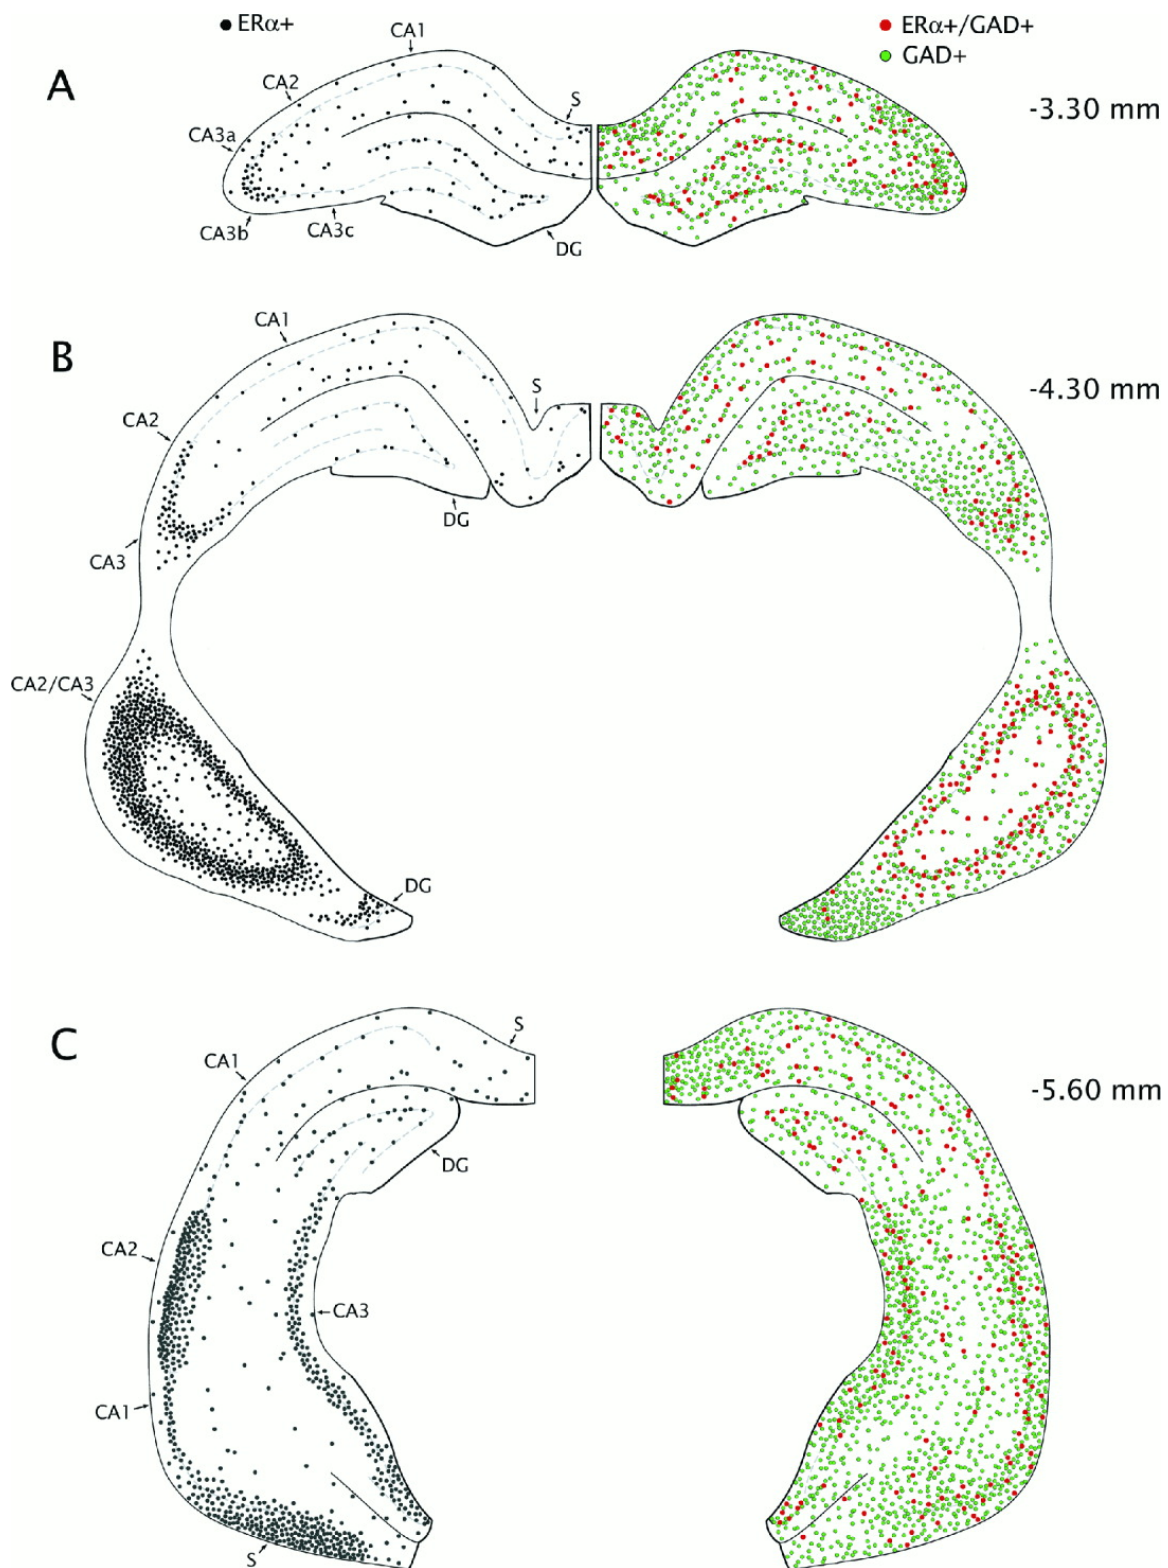 ERα+
CA1
ERα+/GAD+
GAD+
A
CA2
S
-3.30 mm
CA3a
CA3b
CA3c
DG
CA1
B
S
-4.30 mm
CA2
DG
CA3
CA2/CA3
DG
C
S
CA1
-5.60 mm
DG
CA2
CA3
CA1
S